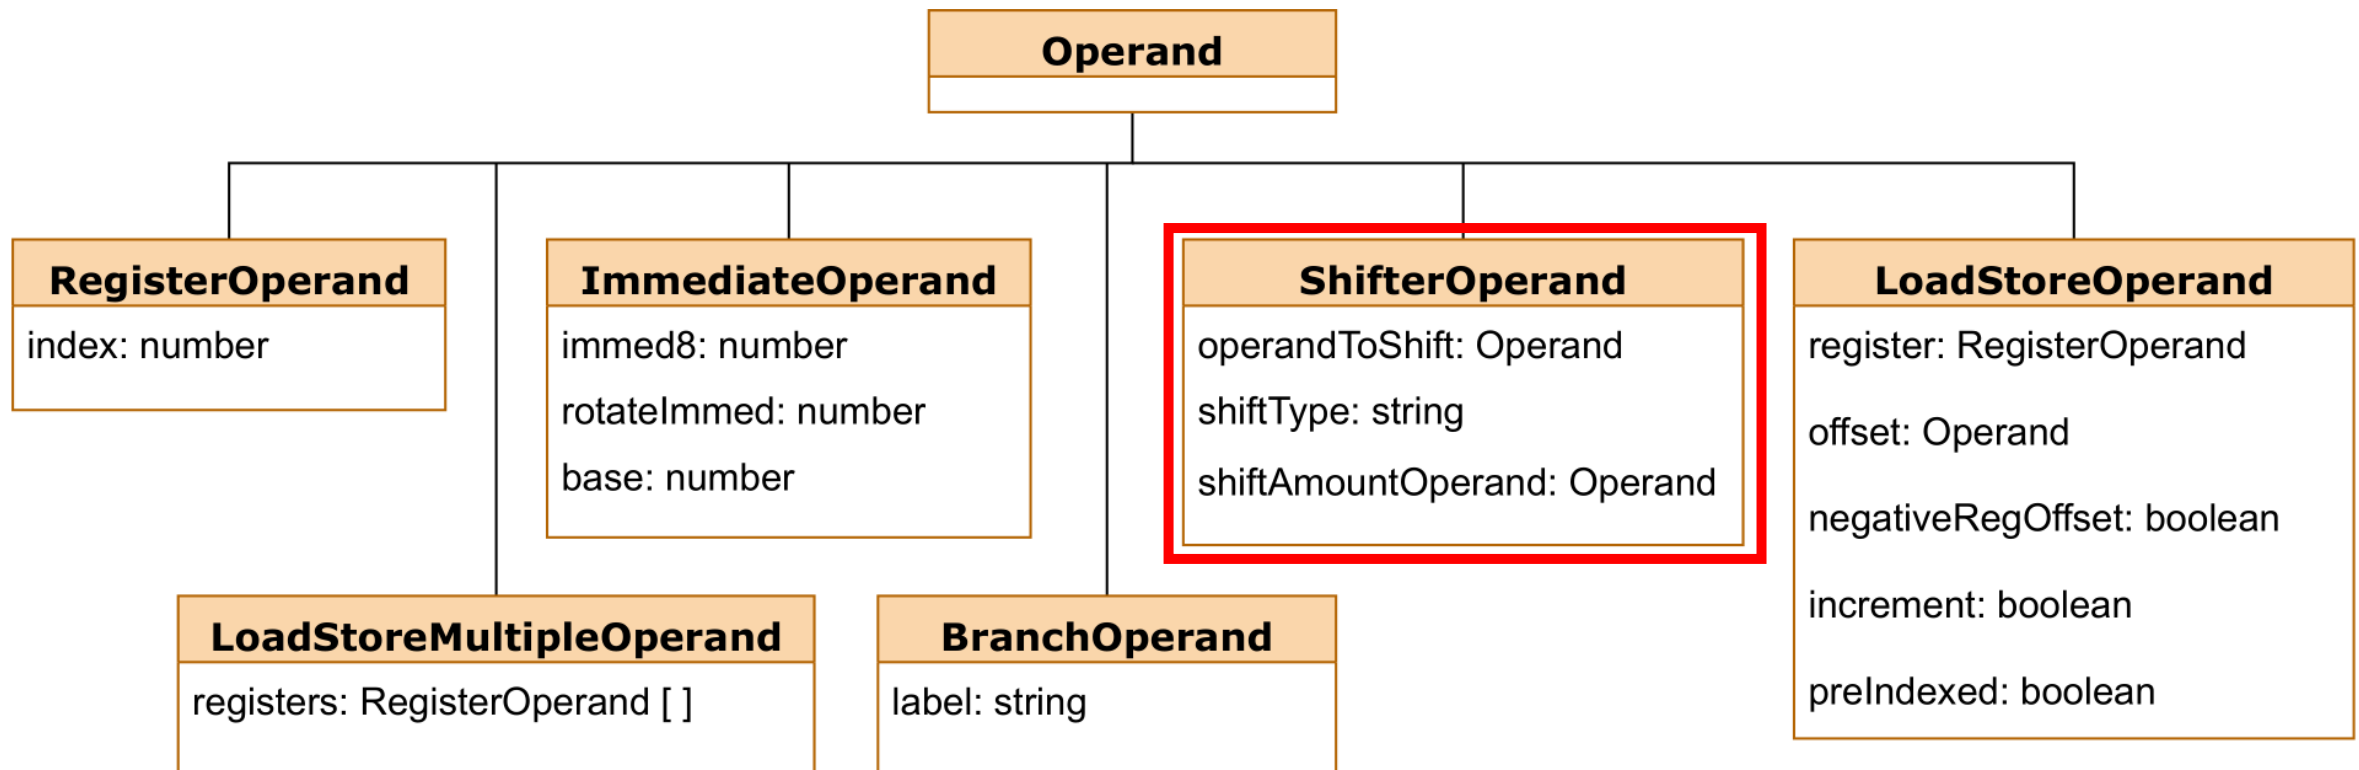 Operand
RegisterOperand
index: number
ImmediateOperand
immed8: number
rotateImmed: number
base: number
ShifterOperand
operandToShift: Operand
shiftType: string
shiftAmountOperand: Operand
LoadStoreOperand
register: RegisterOperand
offset: Operand
negativeRegOffset: boolean
increment: boolean
preIndexed: boolean
LoadStoreMultipleOperand
registers: RegisterOperand [ ]
BranchOperand
label: string